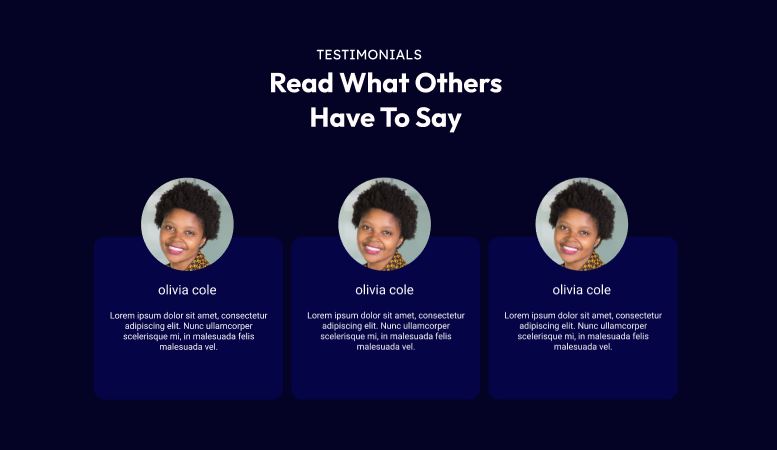 TESTIMONIALS
Read What Others
Have To Say
olivia cole
Lorem ipsum dolor sit amet, consectetur
adipiscing elit. Nunc ullamcorper
scelerisque mi, in malesuada felis
malesuada vel.
olivia cole
Lorem ipsum dolor sit amet, consectetur
adipiscing elit. Nunc ullamcorper
scelerisque mi, in malesuada felis
malesuada vel.
olivia cole
Lorem ipsum dolor sit amet, consectetur
adipiscing elit. Nunc ullamcorper
scelerisque mi, in malesuada felis
malesuada vel.